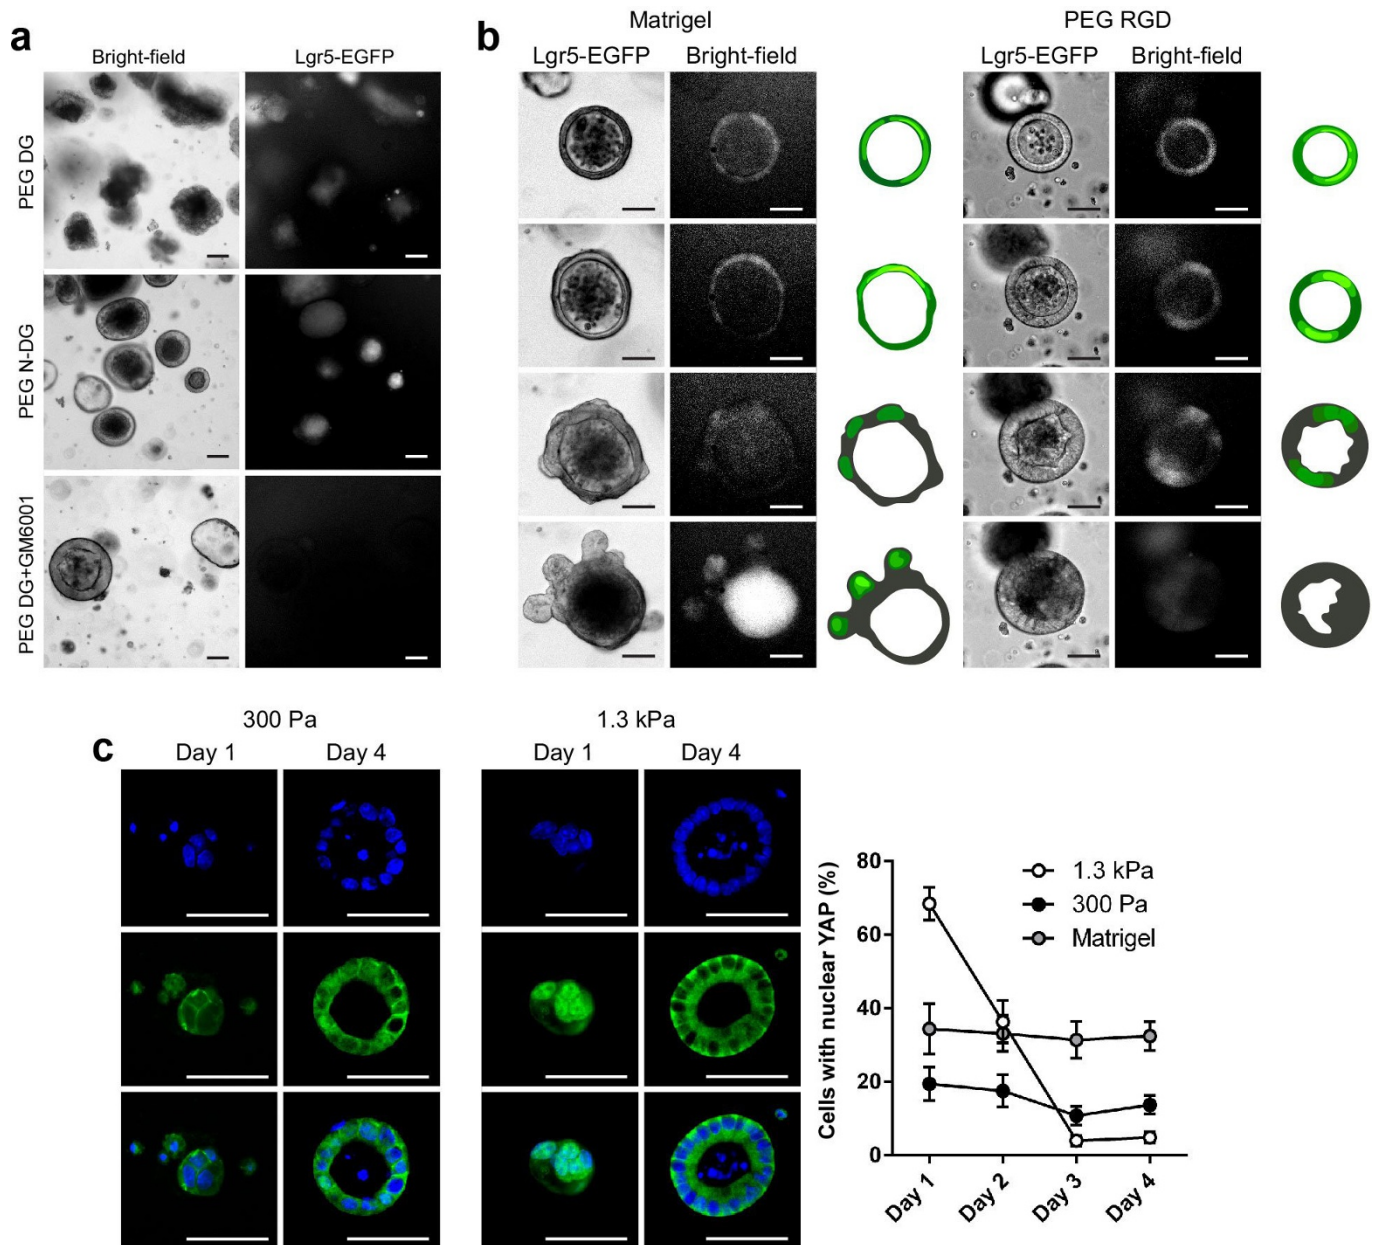 a
Bright-field
Lgr5-EGFP
PEG DG
PEG N-DG
PEG DG+GM6001
b
Matrigel
PEG RGD
Lgr5-EGFP
Bright-field
Lgr5-EGFP
Bright-field
c
300 Pa
1.3 kPa
Day 1
Day 4
Day 1
Day 4
Cells with nuclear YAP (%)
80
60
40
20
0
1.3 kPa
300 Pa
Matrigel
Day 1
Day 2
Day 3
Day 4